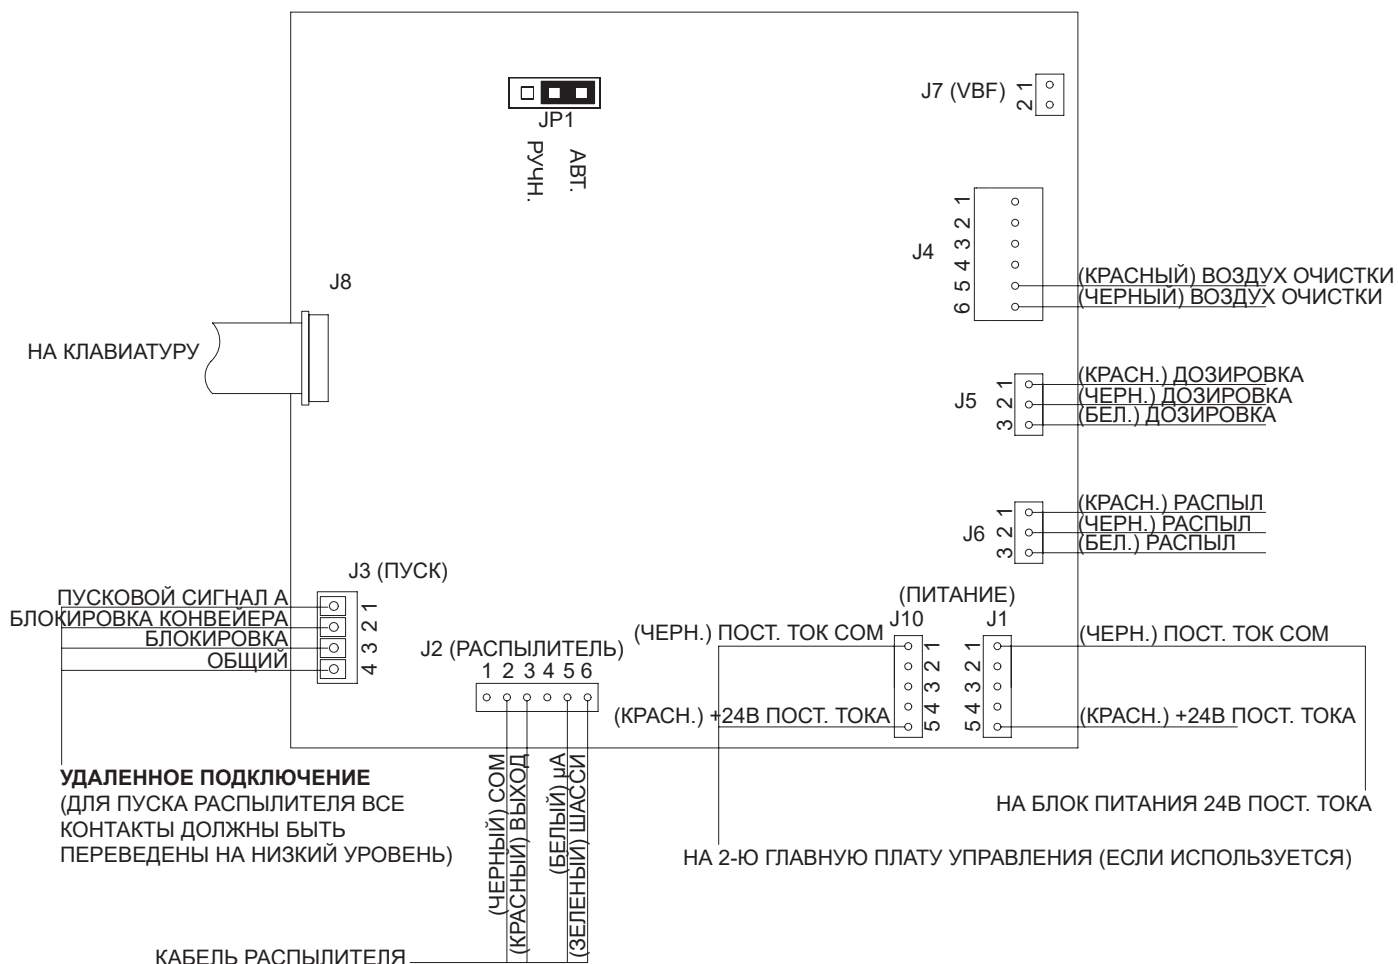 J7 (VBF)
1
2
JP1
РУЧН.
АВТ.
J4
1
2
3
4
5
6
(КРАСНЫЙ) ВОЗДУХ ОЧИСТКИ
(ЧЕРНЫЙ) ВОЗДУХ ОЧИСТКИ
J8
НА КЛАВИАТУРУ
J5
1
2
3
(КРАСН.) ДОЗИРОВКА
(ЧЕРН.) ДОЗИРОВКА
(БЕЛ.) ДОЗИРОВКА
J6
1
2
3
(КРАСН.) РАСПЫЛ
(ЧЕРН.) РАСПЫЛ
(БЕЛ.) РАСПЫЛ
J3 (ПУСК)
ПУСКОВОЙ СИГНАЛ A
БЛОКИРОВКА КОНВЕЙЕРА
БЛОКИРОВКА
ОБЩИЙ
1
2
3
4
J2 (РАСПЫЛИТЕЛЬ)
1 2 3 4 5 6
(ПИТАНИЕ)
J10
J1
(ЧЕРН.) ПОСТ. ТОК COM
1
2
3
4
5
1
2
3
4
5
(ЧЕРН.) ПОСТ. ТОК COM
(КРАСН.) +24В ПОСТ. ТОКА
(КРАСН.) +24В ПОСТ. ТОКА
УДАЛЕННОЕ ПОДКЛЮЧЕНИЕ
(ДЛЯ ПУСКА РАСПЫЛИТЕЛЯ ВСЕ
КОНТАКТЫ ДОЛЖНЫ БЫТЬ
ПЕРЕВЕДЕНЫ НА НИЗКИЙ УРОВЕНЬ)
(ЧЕРНЫЙ) COM
(КРАСНЫЙ) ВЫХОД
(БЕЛЫЙ) µA
(ЗЕЛЕНЫЙ) ШАССИ
НА БЛОК ПИТАНИЯ 24В ПОСТ. ТОКА
НА 2-Ю ГЛАВНУЮ ПЛАТУ УПРАВЛЕНИЯ (ЕСЛИ ИСПОЛЬЗУЕТСЯ)
КАБЕЛЬ РАСПЫЛИТЕЛЯ